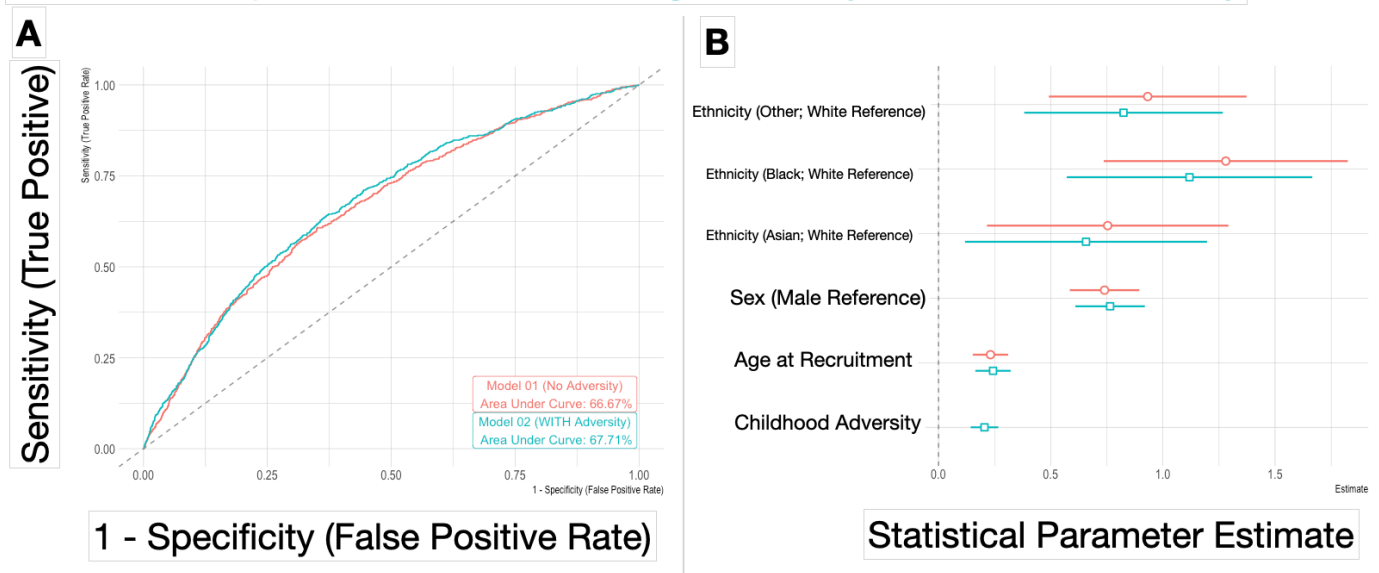 A
Sensitivity (True Positive)
Sensitivity (True Positive Rate)
1.00
0.75
0.50
0.25
0.00
Model 01 (No Adversity)
Area Under Curve: 66.67%
Model 02 (WITH Adversity)
Area Under Curve: 67.71%
0.00 0.25 0.50 0.75 1.00
1 - Specificity (False Positive Rate)
1 - Specificity (False Positive Rate)
B
Ethnicity (Other; White Reference)
Ethnicity (Black; White Reference)
Ethnicity (Asian; White Reference)
Sex (Male Reference)
Age at Recruitment
Childhood Adversity
0.0 0.5 1.0 1.5
Estimate
Statistical Parameter Estimate